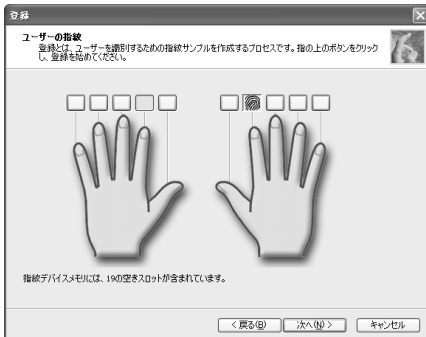 登録
ユーザーの指紋
登録とは、ユーザーを識別するための指紋サンプルを作成するプロセスです。指の上のボタンをクリック
し、登録を始めてください。
指紋デバイスメモリには、19の空きスロットが含まれています。
< 戻る(B)
次へ(N) >
キャンセル